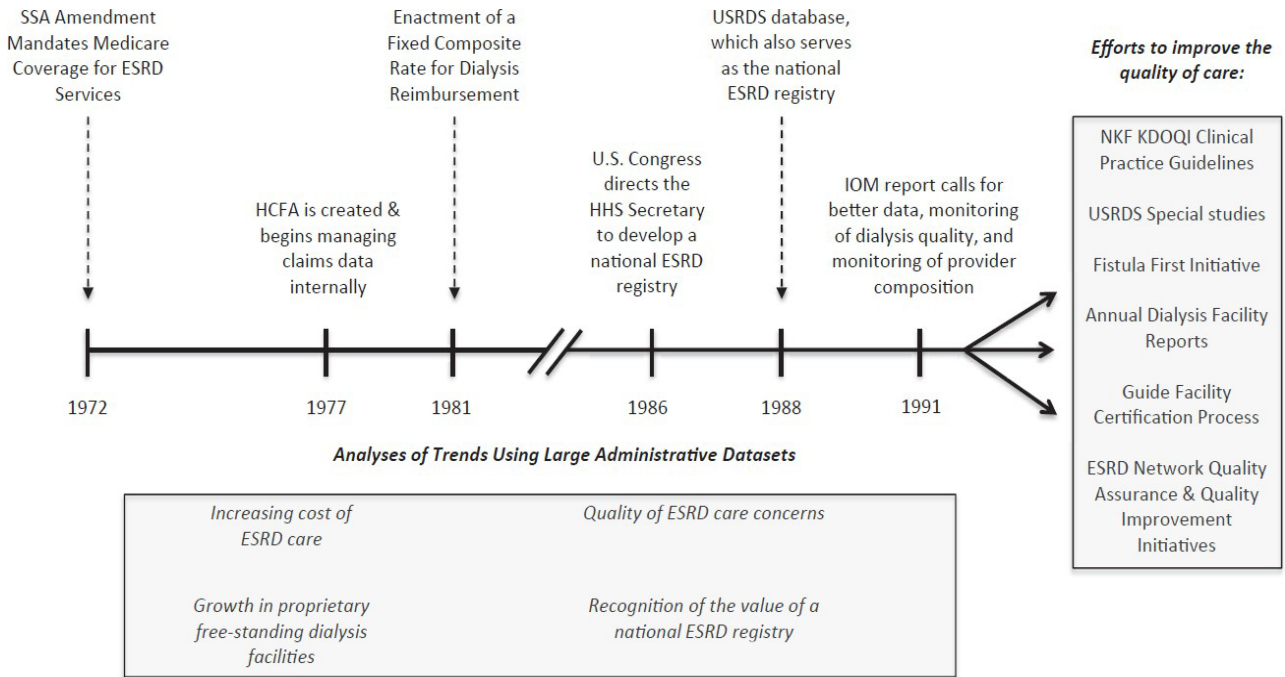 SSA Amendment
Mandates Medicare
Coverage for ESRD
Services
Enactment of a
Fixed Composite
Rate for Dialysis
Reimbursement
USRDS database,
which also serves
as the national
ESRD registry
HCFA is created &
begins managing
claims data
internally
U.S. Congress
directs the
HHS Secretary
to develop a
national ESRD
registry
IOM report calls for
better data, monitoring
of dialysis quality, and
monitoring of provider
composition
1972
1977
1981
1986
1988
1991
Efforts to improve the
quality of care:
NKF KDOQI Clinical
Practice Guidelines
USRDS Special studies
Fistula First Initiative
Annual Dialysis Facility
Reports
Guide Facility
Certification Process
ESRD Network Quality
Assurance & Quality
Improvement
Initiatives
Analyses of Trends Using Large Administrative Datasets
Increasing cost of
ESRD care
Quality of ESRD care concerns
Growth in proprietary
free-standing dialysis
facilities
Recognition of the value of a
national ESRD registry